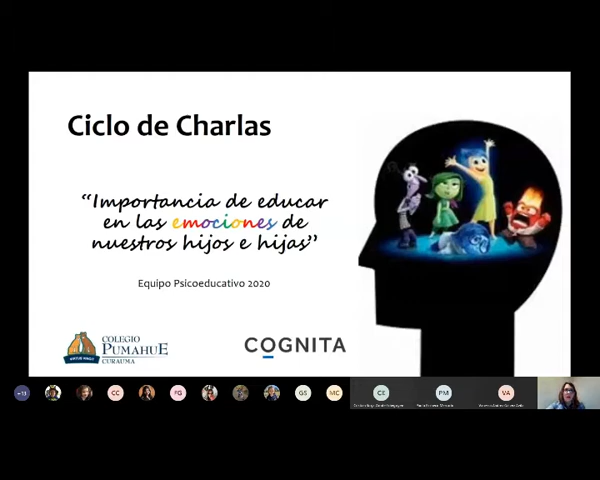 Ciclo de Charlas
“Importancia de educar
en las emociones de
nuestros hijos e hijas”
Equipo Psicoeducativo 2020
COLEGIO
PUMAHUE
CURAUMA
COGNITA
+13
CC
FG
GS
MC
CE
PM
VA